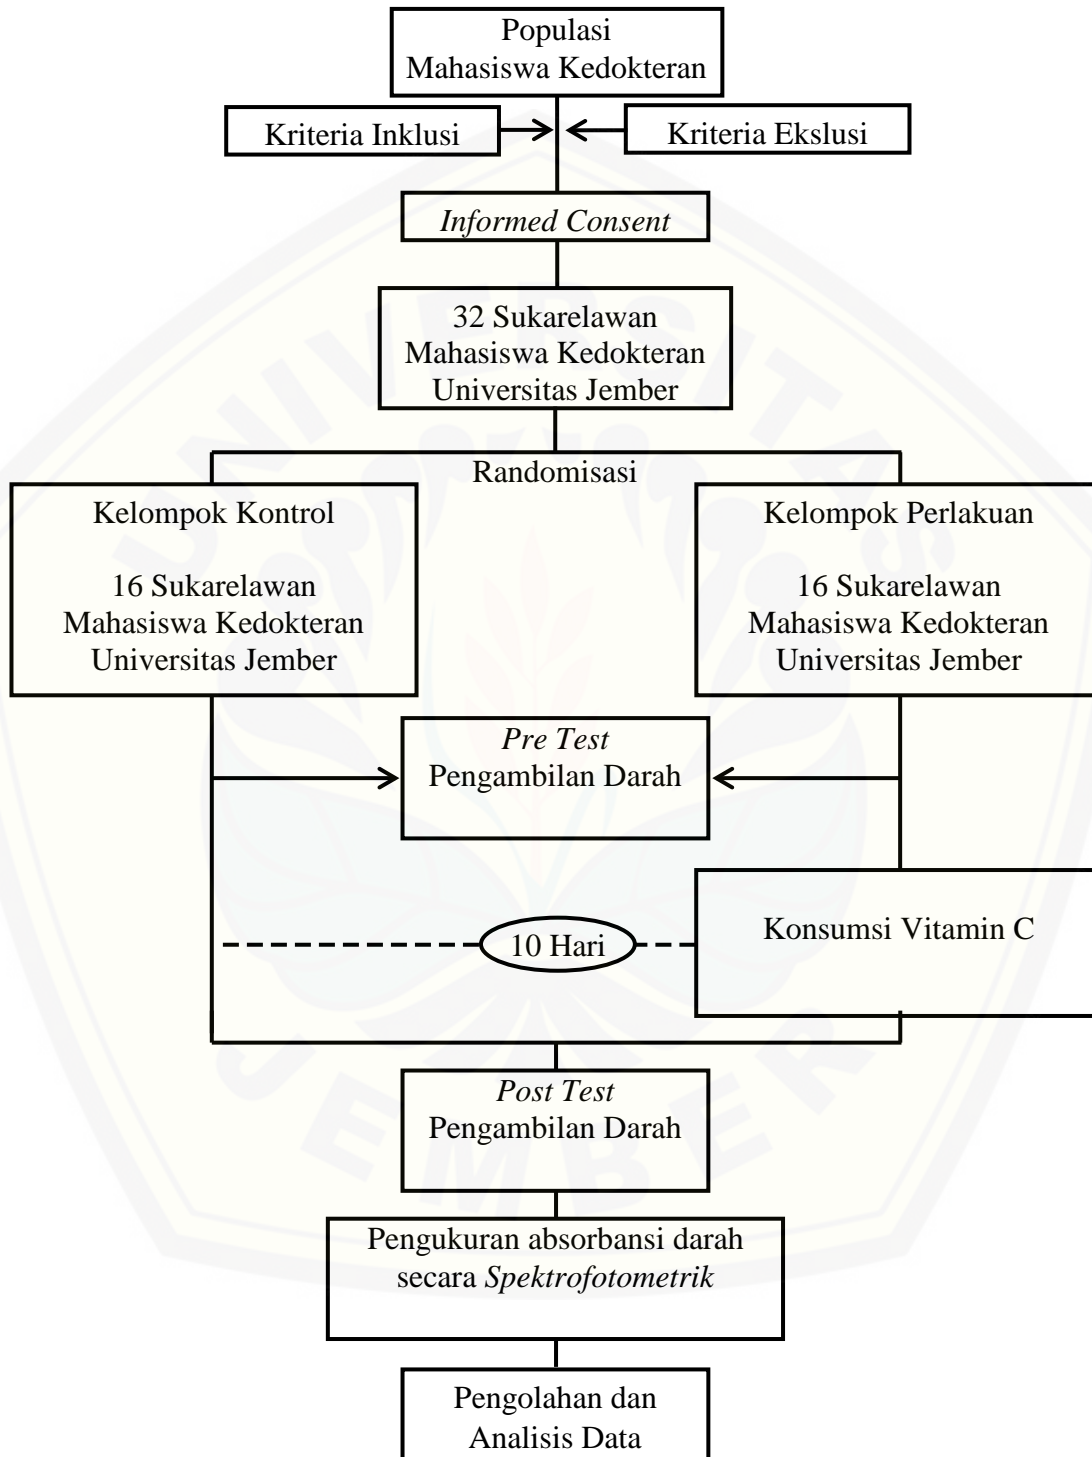 Populasi
Mahasiswa Kedokteran
Kriteria Inklusi
Kriteria Ekslusi
Informed Consent
32 Sukarelawan
Mahasiswa Kedokteran
Universitas Jember
Randomisasi
Kelompok Kontrol
16 Sukarelawan
Mahasiswa Kedokteran
Universitas Jember
Kelompok Perlakuan
16 Sukarelawan
Mahasiswa Kedokteran
Universitas Jember
Pre Test
Pengambilan Darah
10 Hari
Konsumsi Vitamin C
Post Test
Pengambilan Darah
Pengukuran absorbansi darah
secara Spektrofotometrik
Pengolahan dan
Analisis Data
UNIVERSITAS
JEMBER